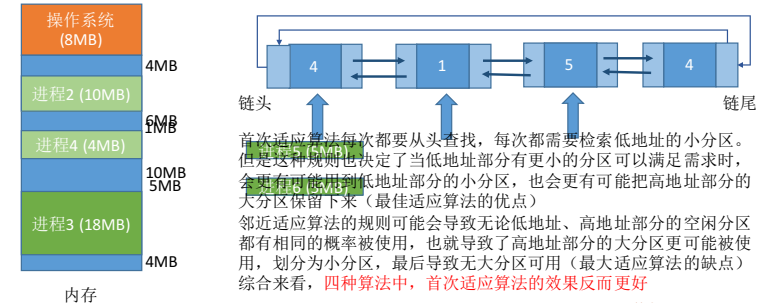 操作系统
(8MB)
4MB
进程2 (10MB)
6MB
1MB
进程4 (4MB)
10MB
5MB
进程3 (18MB)
4MB
内存
4
1
5
4
链头
链尾
进程5 (5MB)
进程6 (5MB)
首次适应算法每次都要从头查找，每次都需要检索低地址的小分区。
但是这种规则也决定了当低地址部分有更小的分区可以满足需求时，
会更有可能用到低地址部分的小分区，也会更有可能把高地址部分的
大分区保留下来（最佳适应算法的优点）
邻近适应算法的规则可能会导致无论低地址、高地址部分的空闲分区
都有相同的概率被使用，也就导致了高地址部分的大分区更可能被使
用，划分为小分区，最后导致无大分区可用（最大适应算法的缺点）
综合来看，四种算法中，首次适应算法的效果反而更好